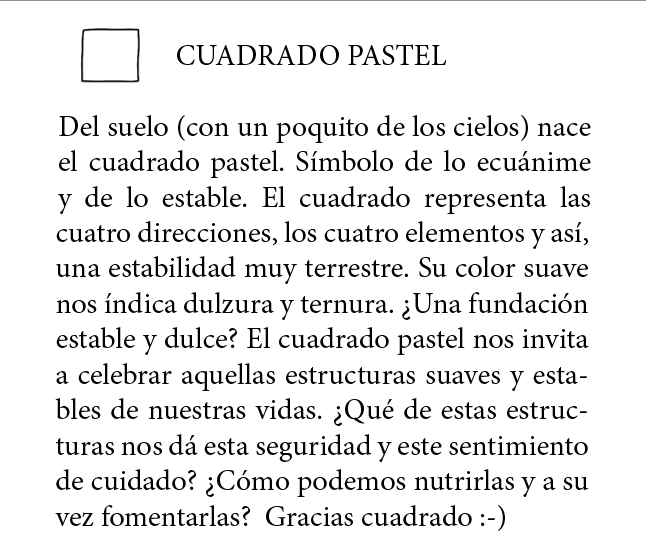 CUADRADO PASTEL
Del suelo (con un poquito de los cielos) nace
el cuadrado pastel. Símbolo de lo ecuánime
y de lo estable. El cuadrado representa las
cuatro direcciones, los cuatro elementos y así,
una estabilidad muy terrestre. Su color suave
nos índica dulzura y ternura. ¿Una fundación
estable y dulce? El cuadrado pastel nos invita
a celebrar aquellas estructuras suaves y esta-
bles de nuestras vidas. ¿Qué de estas estruc-
turas nos dá esta seguridad y este sentimiento
de cuidado? ¿Cómo podemos nutrirlas y a su
vez fomentarlas?  Gracias cuadrado :-)